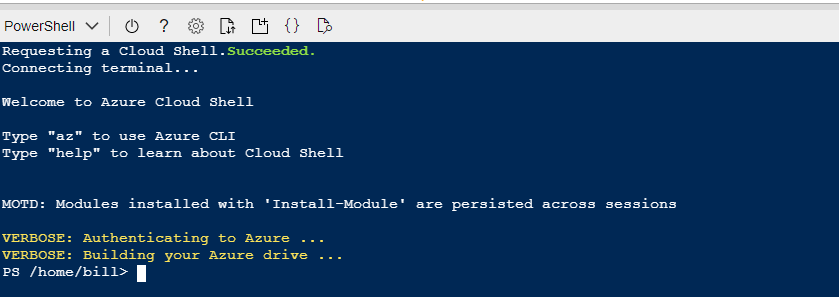 PowerShell ? {}
Requesting a Cloud Shell.Succeeded.
Connecting terminal...
Welcome to Azure Cloud Shell
Type "az" to use Azure CLI
Type "help" to learn about Cloud Shell
MOTD: Modules installed with 'Install-Module' are persisted across sessions
VERBOSE: Authenticating to Azure ...
VERBOSE: Building your Azure drive ...
PS /home/bill>